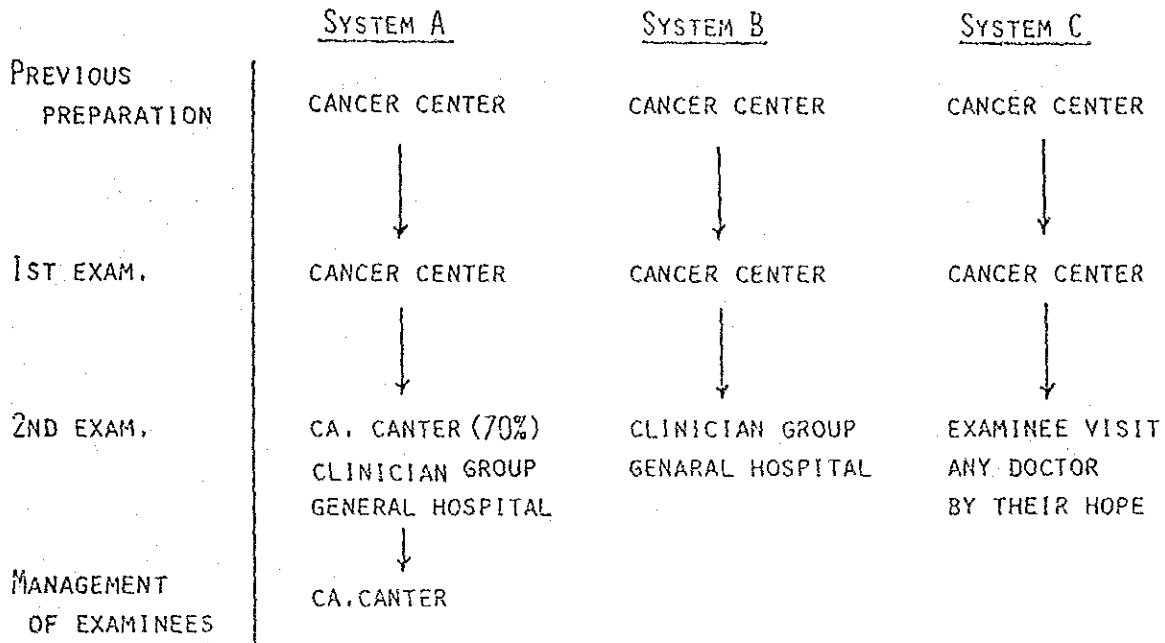 SYSTEM A SYSTEM B SYSTEM C
PREVIOUS
PREPARATION CANCER CENTER CANCER CENTER CANCER CENTER
1ST EXAM. CANCER CENTER CANCER CENTER CANCER CENTER
2ND EXAM. CA. CANTER (70%) CLINICIAN GROUP EXAMINEE VISIT
CLINICIAN GROUP GENARAL HOSPITAL ANY DOCTOR
GENERAL HOSPITAL BY THEIR HOPE
MANAGEMENT CA.CANTER
OF EXAMINEES